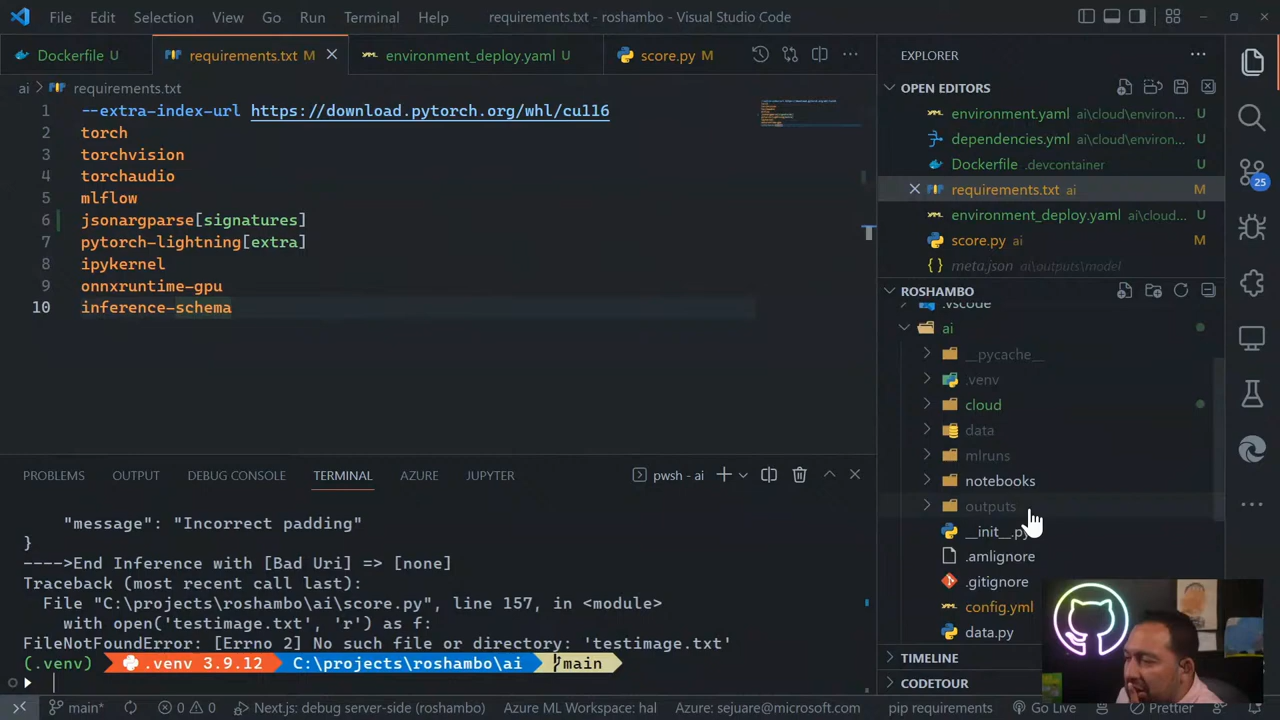 File Edit Selection View Go Run Terminal Help requirements.txt - roshambo - Visual Studio Code
Dockerfile U requirements.txt M environment_deploy.yaml U score.py M
ai > requirements.txt
1 --extra-index-url https://download.pytorch.org/whl/cu116
2 torch
3 torchvision
4 torchaudio
5 mlflow
6 jsonargparse[signatures]
7 pytorch-lightning[extra]
8 ipykernel
9 onnxruntime-gpu
10 inference-schema
PROBLEMS OUTPUT DEBUG CONSOLE TERMINAL AZURE JUPYTER pwsh - ai
"message": "Incorrect padding"
}
---->End Inference with [Bad Uri] => [none]
Traceback (most recent call last):
File "C:\projects\roshambo\ai\score.py", line 157, in <module>
with open('testimage.txt', 'r') as f:
FileNotFoundError: [Errno 2] No such file or directory: 'testimage.txt'
(.venv) .venv 3.9.12 C:\projects\roshambo\ai main
EXPLORER
OPEN EDITORS
environment.yaml ai\cloud\environ... U
dependencies.yml ai\cloud\environ... U
Dockerfile .devcontainer U
requirements.txt ai M
environment_deploy.yaml ai\cloud... U
score.py ai M
meta.json ai\outputs\model
ROSHAMBO
.vscode
ai
__pycache__
.venv
cloud
data
mlruns
notebooks
outputs
__init__.py
.amlignore
.gitignore
config.yml
data.py
TIMELINE
CODETOUR
25
main* 0 0 Next.js: debug server-side (roshambo) Azure ML Workspace: hal Azure: sejuare@microsoft.com pip requirements Go Live Prettier